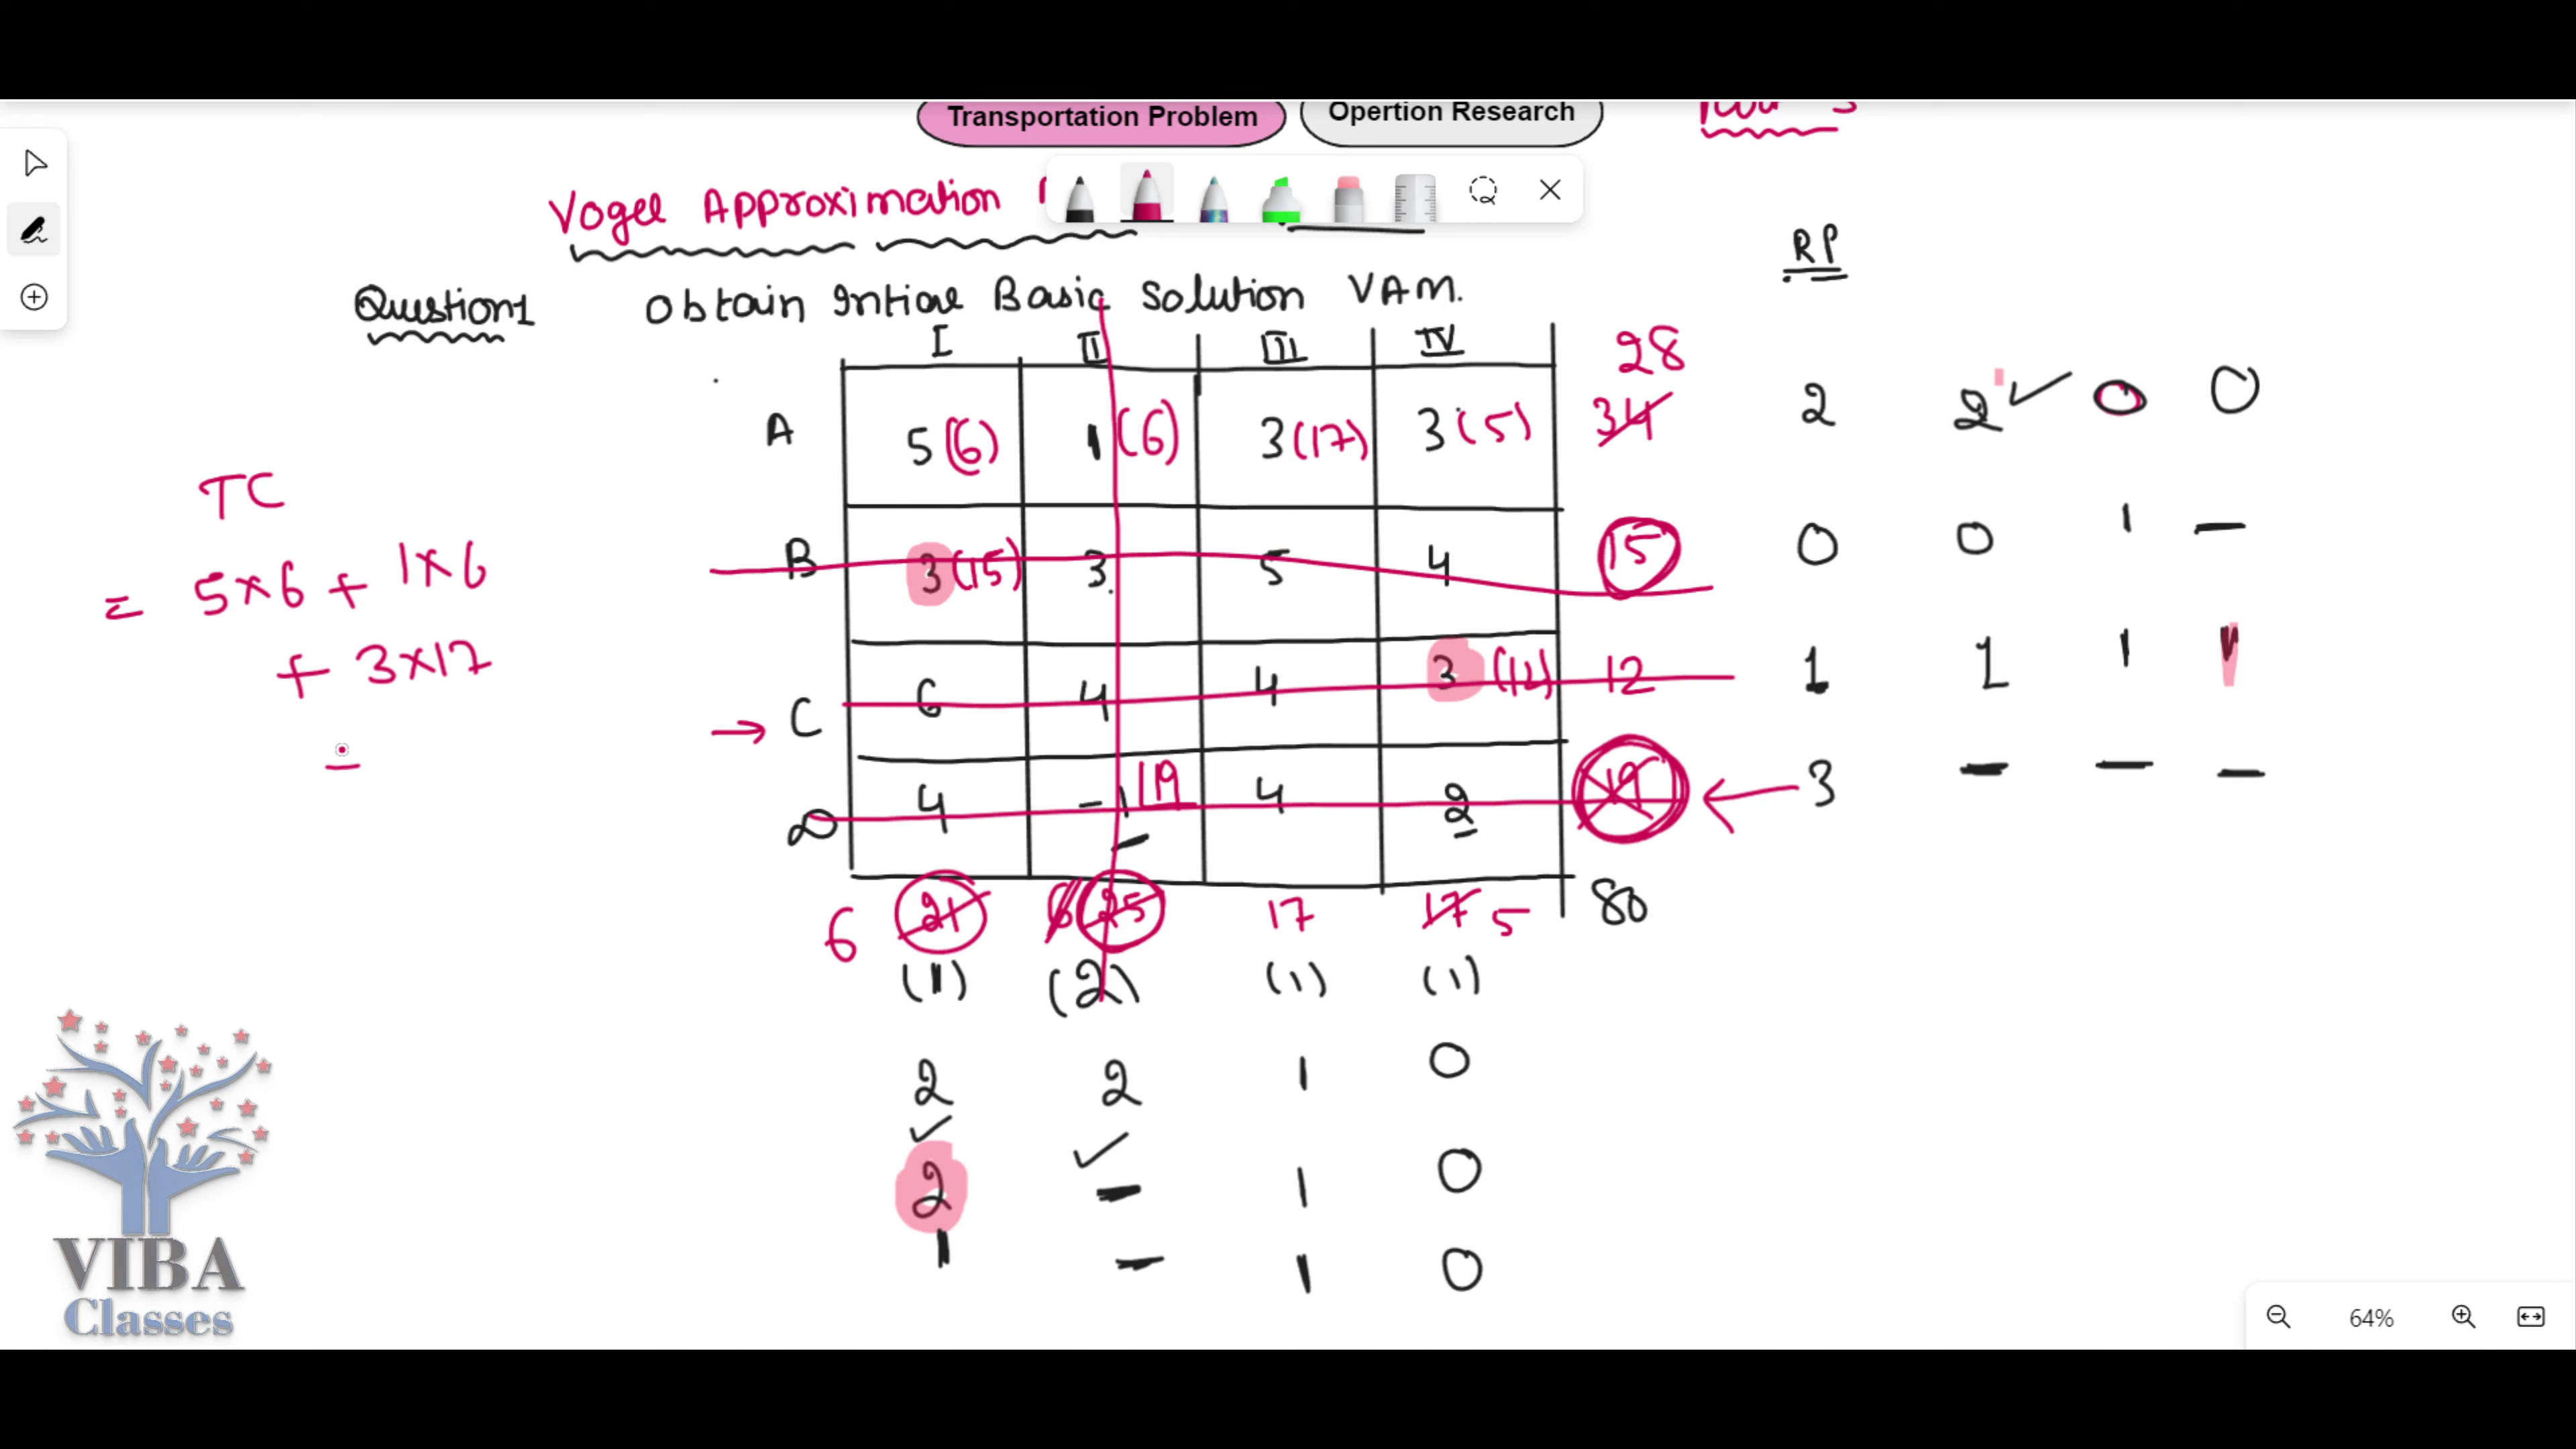 Transportation Problem
Opertion Research
Vogel Approximation
RP
Question1 Obtain Intial Basic Solution VAM.
I II III IV
28
A 5 (6) 1 (6) 3 (17) 3 (5) 34 2 2 0 0
TC
B 3 (15) 3 5 4 15 0 0 1 –
= 5×6 + 1×6
+ 3×17
C 6 4 4 3 (12) 12 1 1 1 1
D 4 -1 19 4 2 19 3 – – –
6 21 6 25 17 17 5 80
(1) (2) (1) (1)
2 2 1 0
2 – 1 0
1 – 1 0
VIBA
Classes
64%